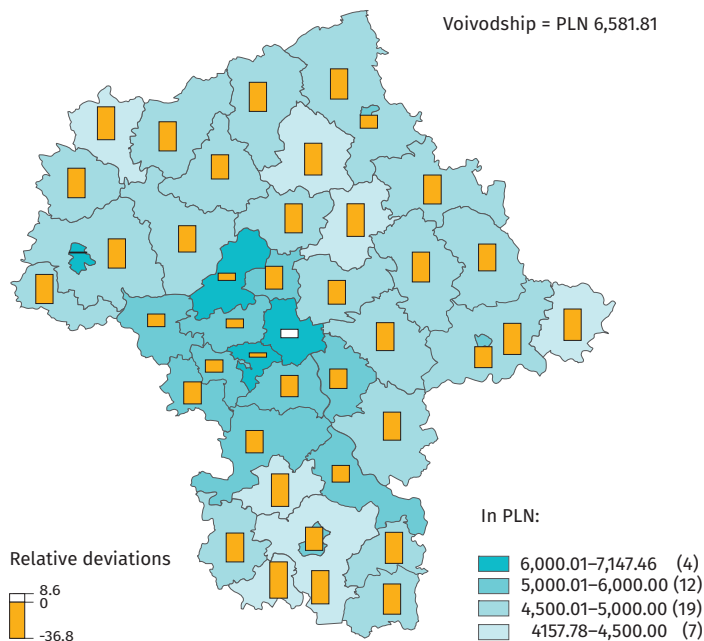 Voivodship = PLN 6,581.81
Relative deviations
8.6
0
-36.8
In PLN:
6,000.01–7,147.46 (4)
5,000.01–6,000.00 (12)
4,500.01–5,000.00 (19)
4157.78–4,500.00 (7)